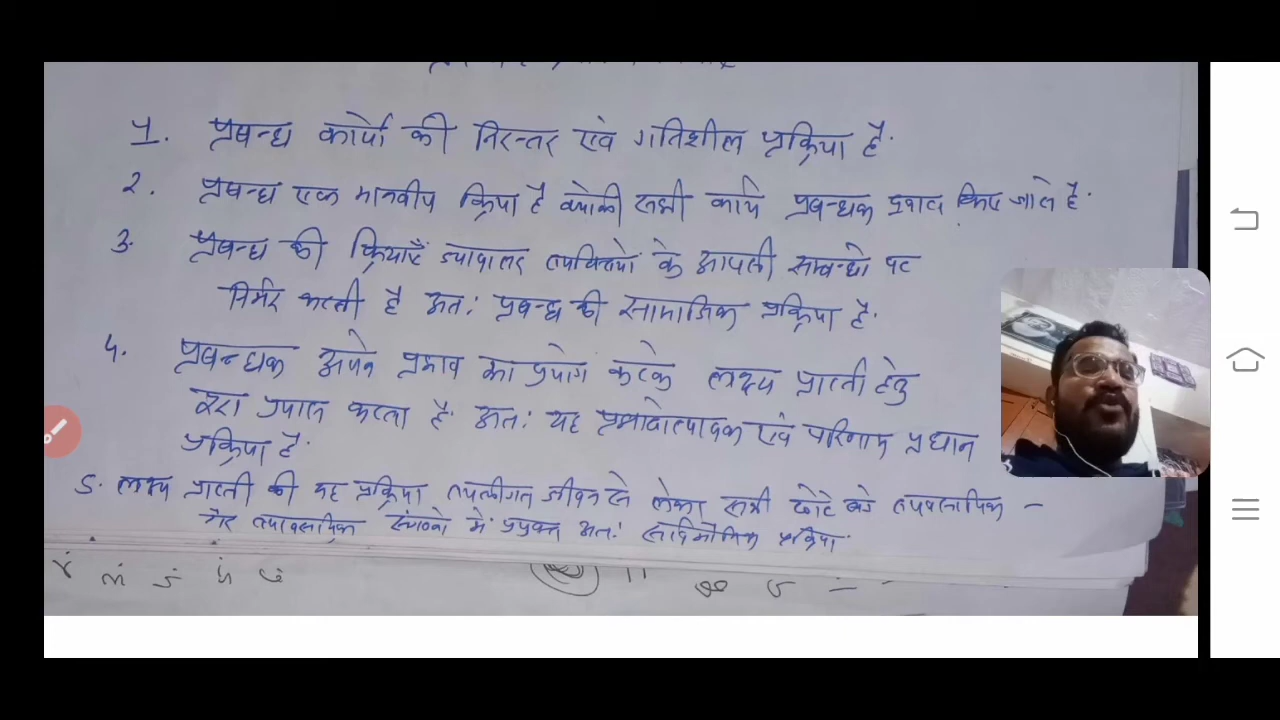 1. प्रबन्ध कार्यो की निरन्तर एवं गतिशील प्रक्रिया है.
2. प्रबन्ध एक मानवीय क्रिया है क्योकी सभी कार्य प्रबन्धक द्वारा किए जाते है.
3. प्रबन्ध की क्रियाएँ व्यक्तियों के आपसी सम्बन्धो पर
निर्भर करती है अत: प्रबन्ध की सामाजिक प्रक्रिया है.
4. प्रबन्धक अपने प्रभाव का प्रयोग करके लक्ष्य प्राप्ती हेतु
प्रयास करता है. अत: यह प्रभावोत्पादक एवं परिणाम प्रधान
प्रक्रिया है.
5. लक्ष्य प्राप्ती की यह प्रक्रिया व्यक्तीगत जीवन से लेकर सभी छोटे बडे व्यवसायिक -
गैर व्यावसायिक संगठनो में प्रयुक्त अत: सार्वभौमिक प्रक्रिया.